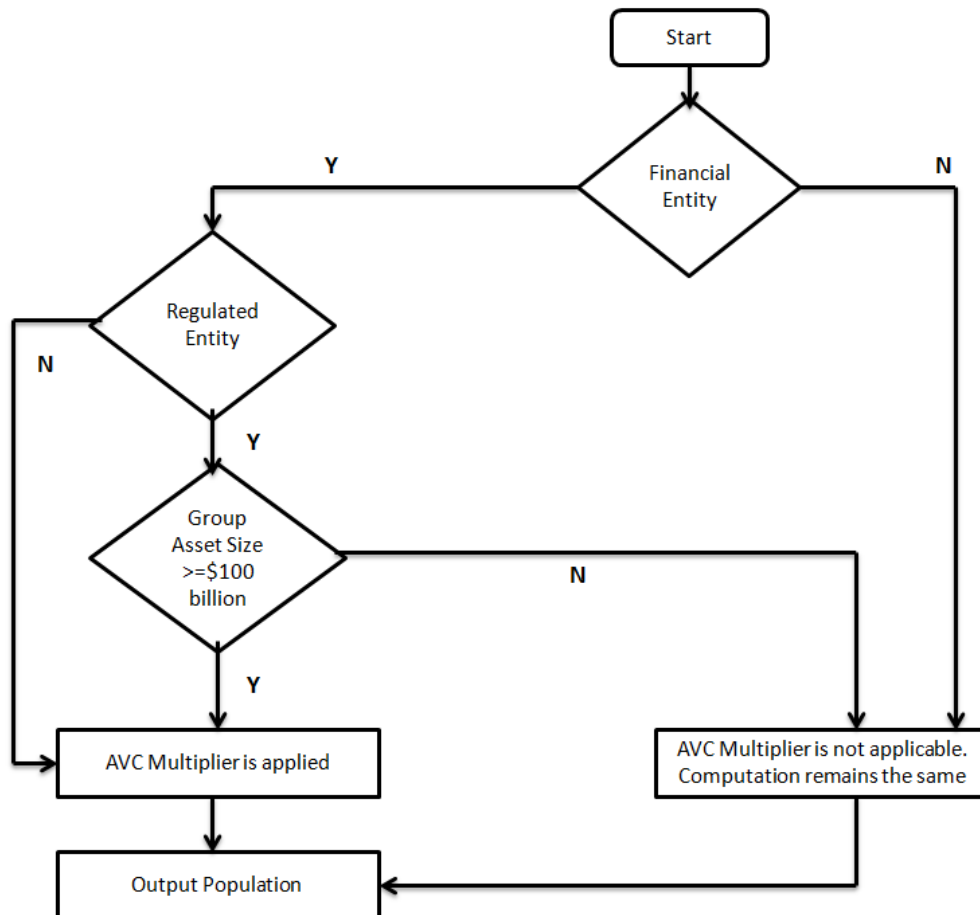 Start
Financial
Entity
Y
N
Regulated
Entity
N
Y
Group
Asset Size
>=$100
billion
N
Y
AVC Multiplier is applied
AVC Multiplier is not applicable.
Computation remains the same
Output Population